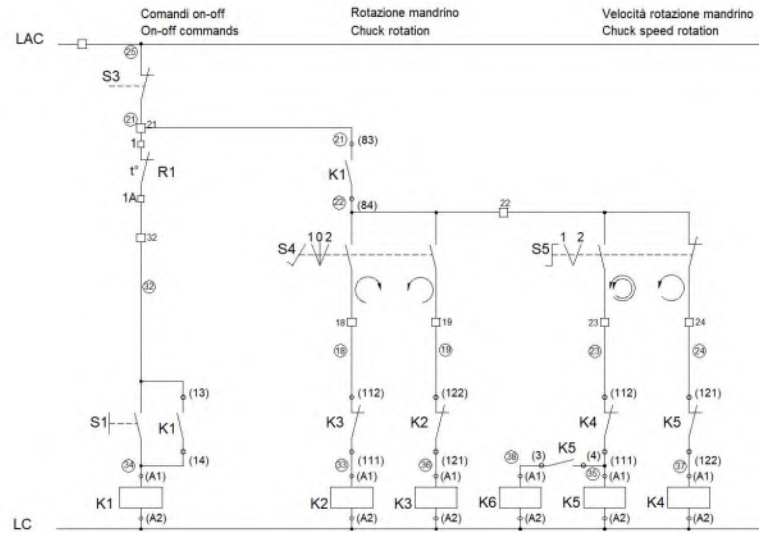 Comandi on-off
On-off commands
Rotazione mandrino
Chuck rotation
Velocità rotazione mandrino
Chuck speed rotation
LAC
25
S3
21 21
21 (83)
1
t° R1
K1
1A
22 (84)
22
32
S4 1 0 2
S5 1 2
32
18
19
23
24
18
19
23
24
(13)
(112)
(122)
(112)
(121)
S1
K1
K3
K2
K4
K5
(14)
K5
34
33 (111)
36 (121)
38 (3)
(4) (111)
35
37 (122)
(A1)
(A1)
(A1)
(A1)
(A1)
(A1)
K1
K2
K3
K6
K5
K4
(A2)
(A2)
(A2)
(A2)
(A2)
(A2)
LC